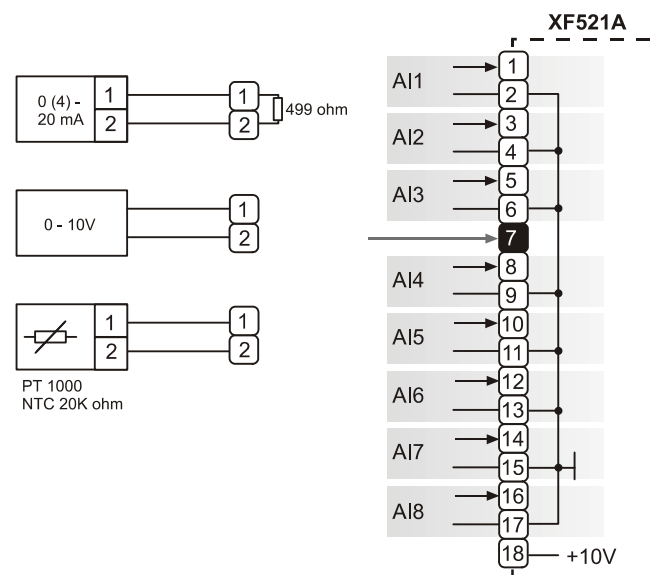 XF521A
0 (4) -
20 mA
1
2
1
2
499 ohm
0 - 10V
1
2
1
2
1
2
PT 1000
NTC 20K ohm
AI1
1
2
AI2
3
4
AI3
5
6
7
AI4
8
9
AI5
10
11
AI6
12
13
AI7
14
15
AI8
16
17
18
+10V